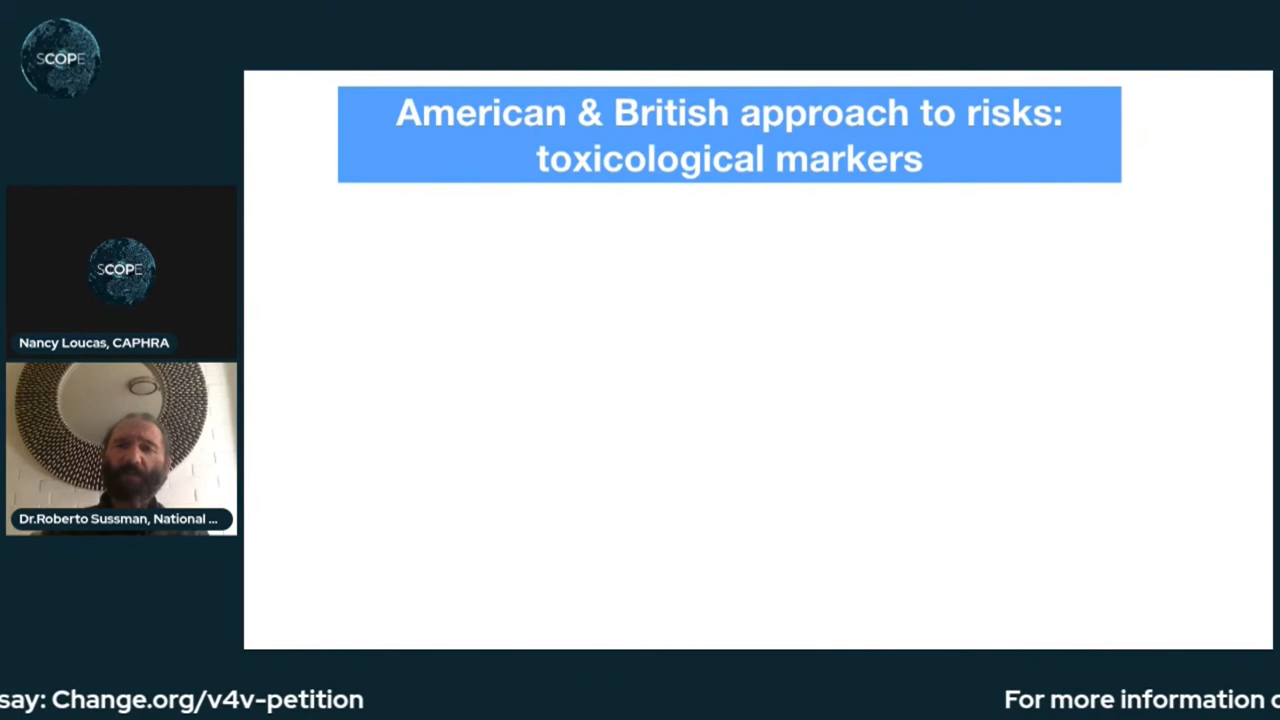 SCOPE
American & British approach to risks:
toxicological markers
SCOPE
Nancy Loucas, CAPHRA
Dr.Roberto Sussman, National ...
say: Change.org/v4v-petition
For more information